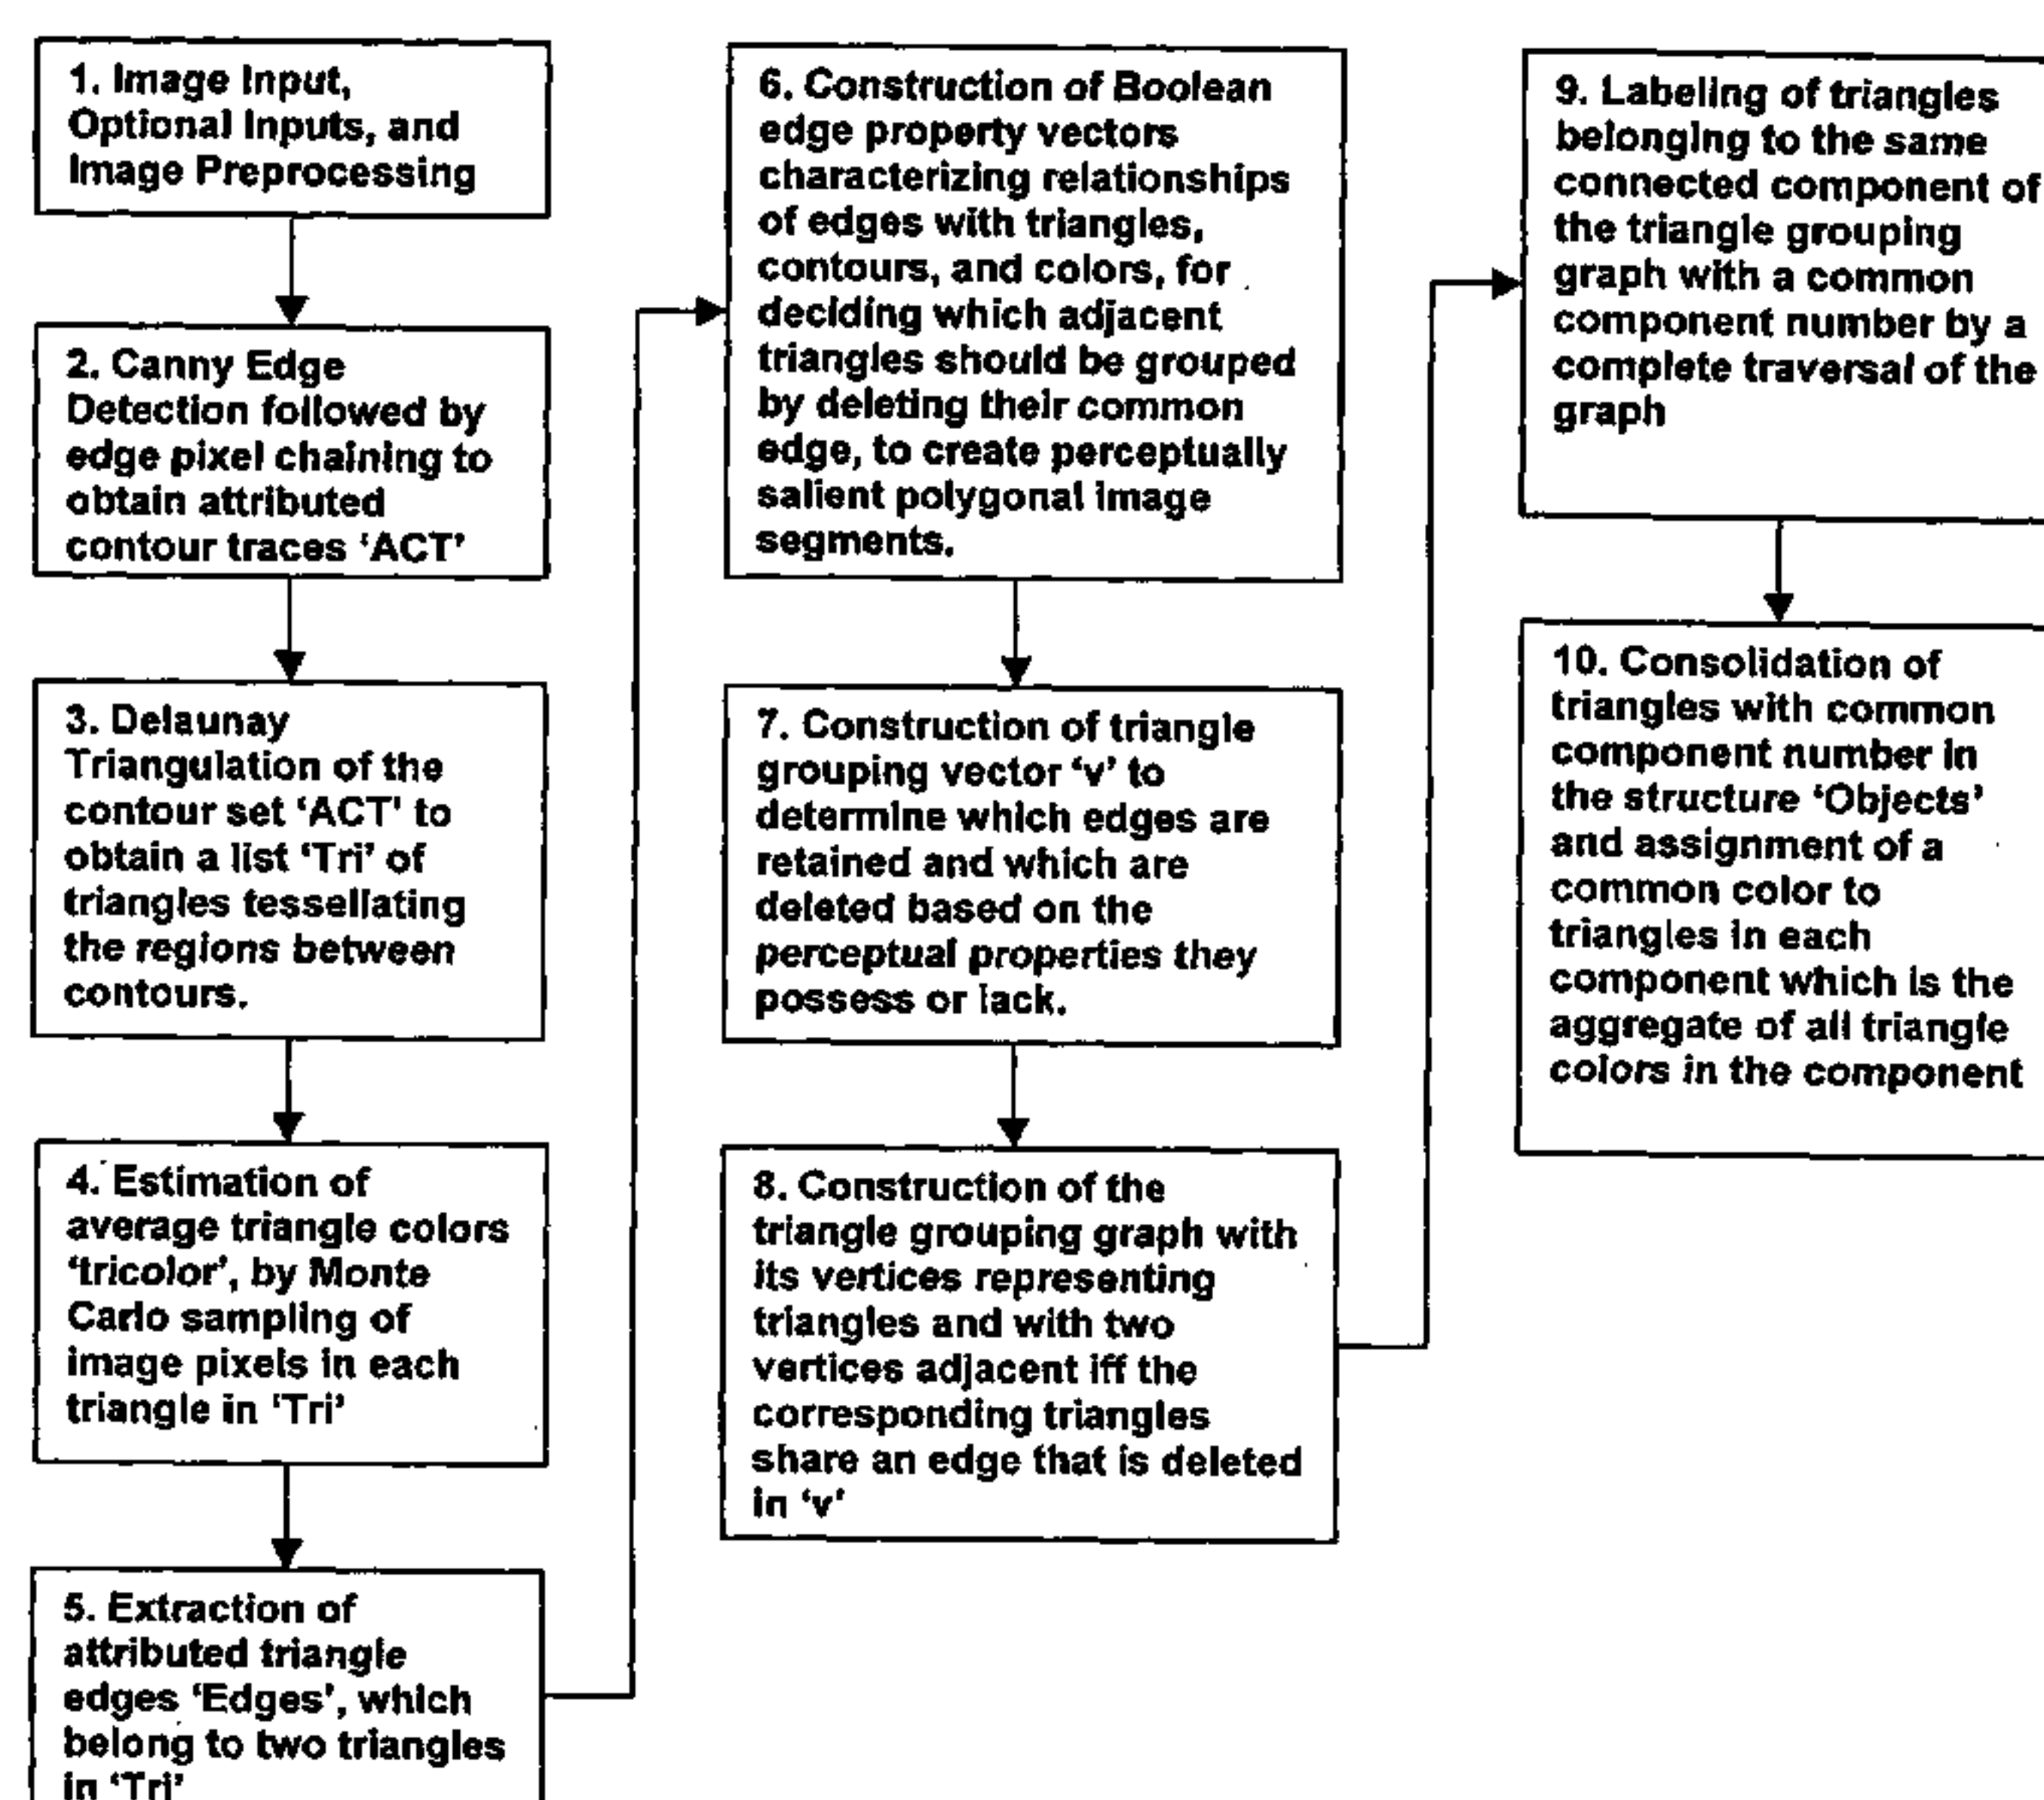 1. Image Input,
Optional Inputs, and
Image Preprocessing
2. Canny Edge
Detection followed by
edge pixel chaining to
obtain attributed
contour traces ‘ACT’
3. Delaunay
Triangulation of the
contour set ‘ACT’ to
obtain a list ‘Tri’ of
triangles tessellating
the regions between
contours.
4. Estimation of
average triangle colors
‘tricolor’, by Monte
Carlo sampling of
image pixels in each
triangle in ‘Tri’
5. Extraction of
attributed triangle
edges ‘Edges’, which
belong to two triangles
in ‘Tri’
6. Construction of Boolean
edge property vectors
characterizing relationships
of edges with triangles,
contours, and colors, for
deciding which adjacent
triangles should be grouped
by deleting their common
edge, to create perceptually
salient polygonal image
segments.
7. Construction of triangle
grouping vector ‘v’ to
determine which edges are
retained and which are
deleted based on the
perceptual properties they
possess or lack.
8. Construction of the
triangle grouping graph with
its vertices representing
triangles and with two
vertices adjacent iff the
corresponding triangles
share an edge that is deleted
in ‘v’
9. Labeling of triangles
belonging to the same
connected component of
the triangle grouping
graph with a common
component number by a
complete traversal of the
graph
10. Consolidation of
triangles with common
component number in
the structure ‘Objects’
and assignment of a
common color to
triangles in each
component which is the
aggregate of all triangle
colors in the component